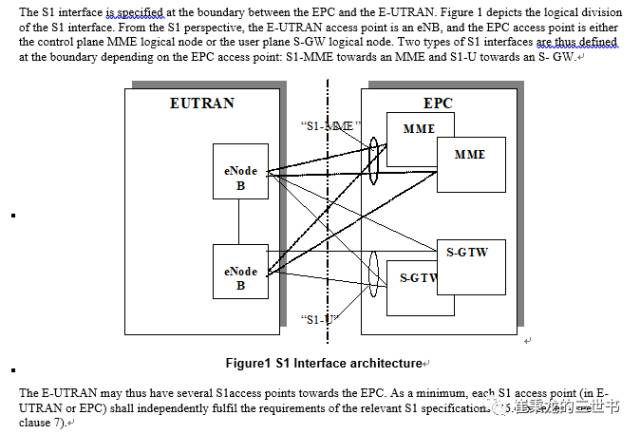 The S1 interface is specified at the boundary between the EPC and the E-UTRAN. Figure 1 depicts the logical division
of the S1 interface. From the S1 perspective, the E-UTRAN access point is an eNB, and the EPC access point is either
the control plane MME logical node or the user plane S-GW logical node. Two types of S1 interfaces are thus defined
at the boundary depending on the EPC access point: S1-MME towards an MME and S1-U towards an S- GW.
EUTRAN
EPC
"S1-MME"
MME
MME
eNode
B
S-GTW
eNode
B
S-GTW
"S1-U"
Figure1 S1 Interface architecture
The E-UTRAN may thus have several S1access points towards the EPC. As a minimum, each S1 access point (in E-
UTRAN or EPC) shall independently fulfil the requirements of the relevant S1 specifications
clause 7).